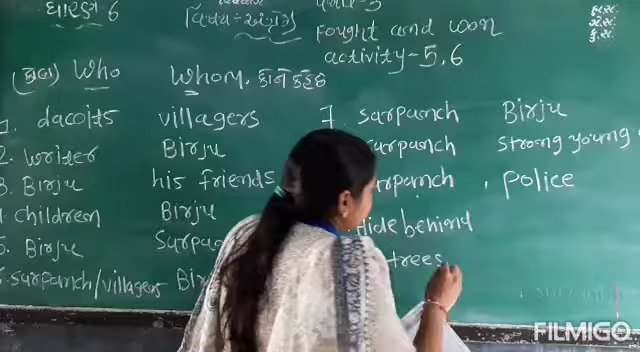 ધોરણ 6
fought and won
activity-5,6
Who
Whom.
1. dacoits villagers 7. sarpanch Birju
2. writer Birju sarpanch strong young
3. Birju his friends sarpanch , police
children Birju Hide behind
5. Birju Sarpa trees
sarpanch/villagers Bir
FILMIGO